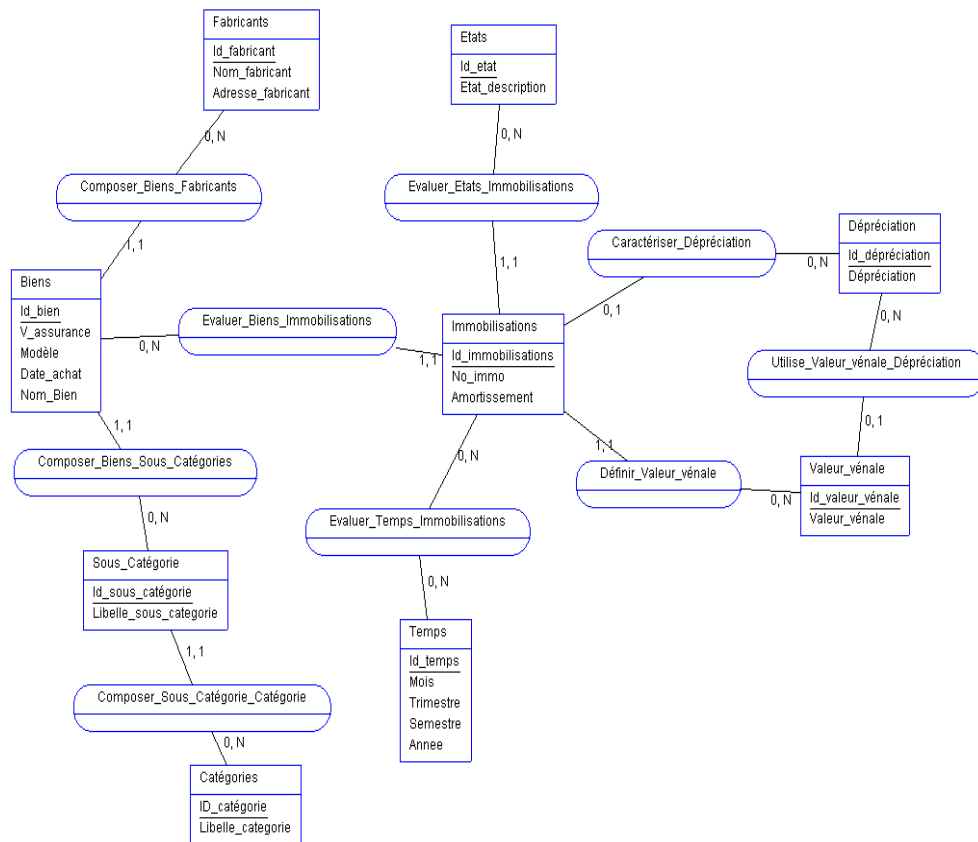 Fabricants
Id_fabricant
Nom_fabricant
Adresse_fabricant
0, N
Composer_Biens_Fabricants
1, 1
Biens
Id_bien
V_assurance
Modèle
Date_achat
Nom_Bien
0, N
Evaluer_Biens_Immobilisations
1, 1
1, 1
Composer_Biens_Sous_Catégories
0, N
Sous_Catégorie
Id_sous_catégorie
Libelle_sous_categorie
1, 1
Composer_Sous_Catégorie_Catégorie
0, N
Catégories
ID_catégorie
Libelle_categorie
Etats
Id_etat
Etat_description
0, N
Evaluer_Etats_Immobilisations
1, 1
Immobilisations
Id_immobilisations
No_immo
Amortissement
0, N
Evaluer_Temps_Immobilisations
0, N
Temps
Id_temps
Mois
Trimestre
Semestre
Annee
0, 1
Caractériser_Dépréciation
0, N
Dépréciation
Id_dépréciation
Dépréciation
0, N
Utilise_Valeur_vénale_Dépréciation
0, 1
Valeur_vénale
Id_valeur_vénale
Valeur_vénale
0, N
Définir_Valeur_vénale
1, 1